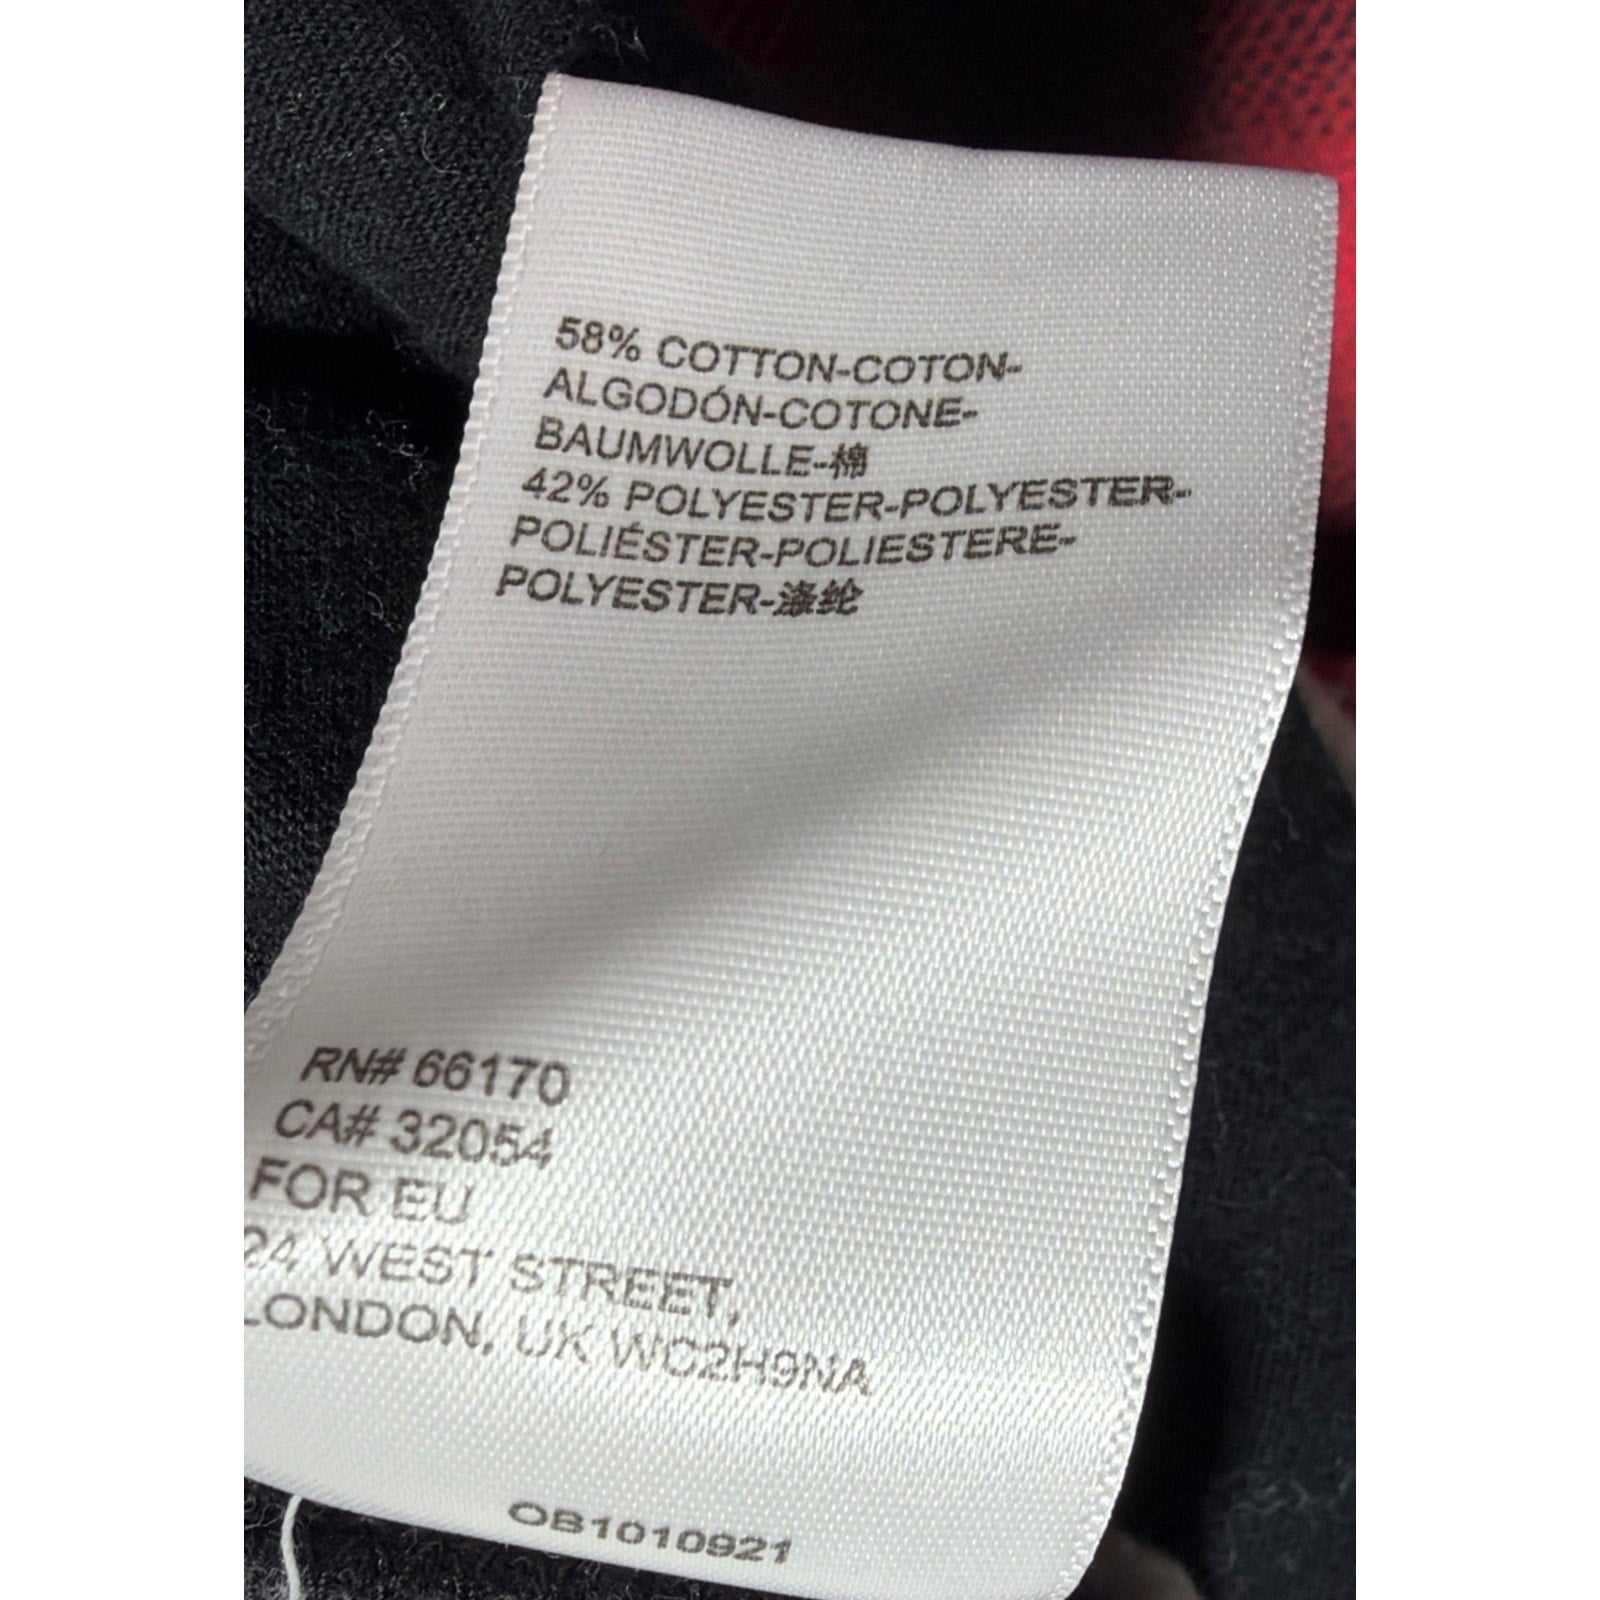 58% COTTON-COTON-
ALGODÓN-COTONE-
BAUMWOLLE-棉
42% POLYESTER-POLYESTER-
POLIÉSTER-POLIESTERE-
POLYESTER-涤纶
RN# 66170
CA# 32054
FOR EU
24 WEST STREET,
LONDON, UK WC2H9NA
OB1010921